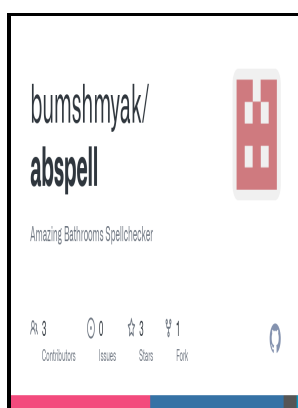 bumshmyak/
abspell
Amazing Bathrooms Spellchecker
3 0 3 1
Contributors Issues Stars Fork